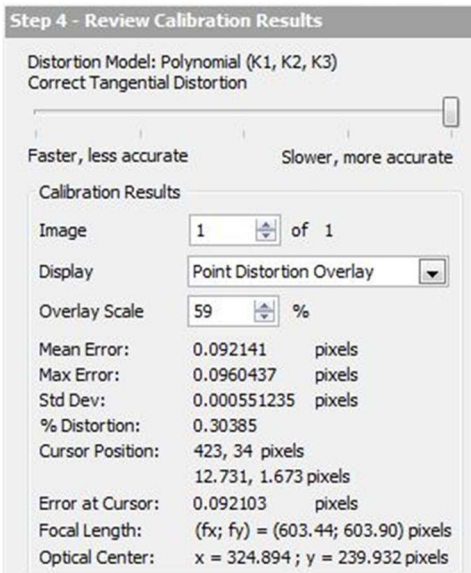 Step 4 - Review Calibration Results
Distortion Model: Polynomial (K1, K2, K3)
Correct Tangential Distortion
Faster, less accurate Slower, more accurate
Calibration Results
Image 1 of 1
Display Point Distortion Overlay
Overlay Scale 59 %
Mean Error: 0.092141 pixels
Max Error: 0.0960437 pixels
Std Dev: 0.000551235 pixels
% Distortion: 0.30385
Cursor Position: 423, 34 pixels
12.731, 1.673 pixels
Error at Cursor: 0.092103 pixels
Focal Length: (fx; fy) = (603.44; 603.90) pixels
Optical Center: x = 324.894 ; y = 239.932 pixels